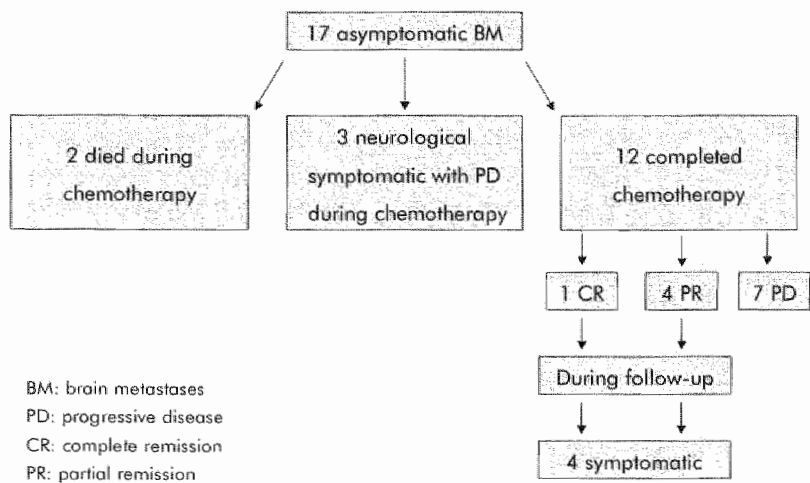 17 asymptomatic BM
2 died during
chemotherapy
3 neurological
symptomatic with PD
during chemotherapy
12 completed
chemotherapy
1 CR
4 PR
7 PD
During follow-up
4 symptomatic
BM: brain metastases
PD: progressive disease
CR: complete remission
PR: partial remission